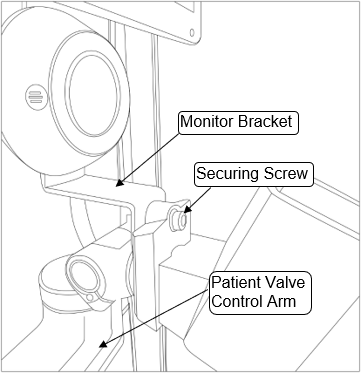 Monitor Bracket
Securing Screw
Patient Valve
Control Arm